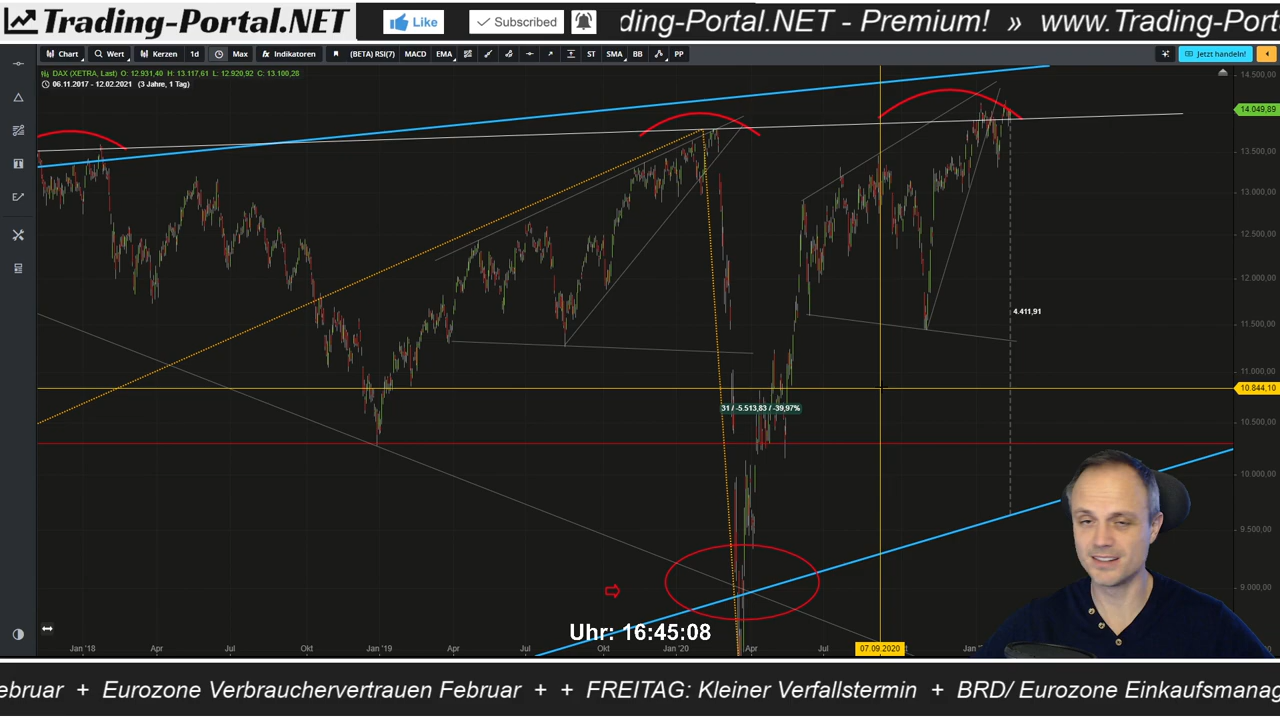 Trading-Portal.NET
Like
Subscribed
ding-Portal.NET - Premium! » www.Trading-Port
Chart Wert Kerzen 1d Max Indikatoren (BETA) RSI(7) MACD EMA ST SMA BB PP Jetzt handeln!
DAX (XETRA, Last) O: 12.931,40 H: 13.117,61 L: 12.920,92 C: 13.100,28
06.11.2017 - 12.02.2021 (3 Jahre, 1 Tag)
14.500,00
14.049,89
13.500,00
13.000,00
12.500,00
12.000,00
11.500,00
11.000,00
10.844,10
10.500,00
10.000,00
9.500,00
9.000,00
4.411,91
31 / -5.513,83 / -39,97%
Uhr: 16:45:08
Jan '18 Apr Jul Okt Jan '19 Apr Jul Okt Jan '20 Apr Jul 07.09.2020 Jan
ebruar + Eurozone Verbrauchervertrauen Februar + + FREITAG: Kleiner Verfallstermin + BRD/ Eurozone Einkaufsmanag